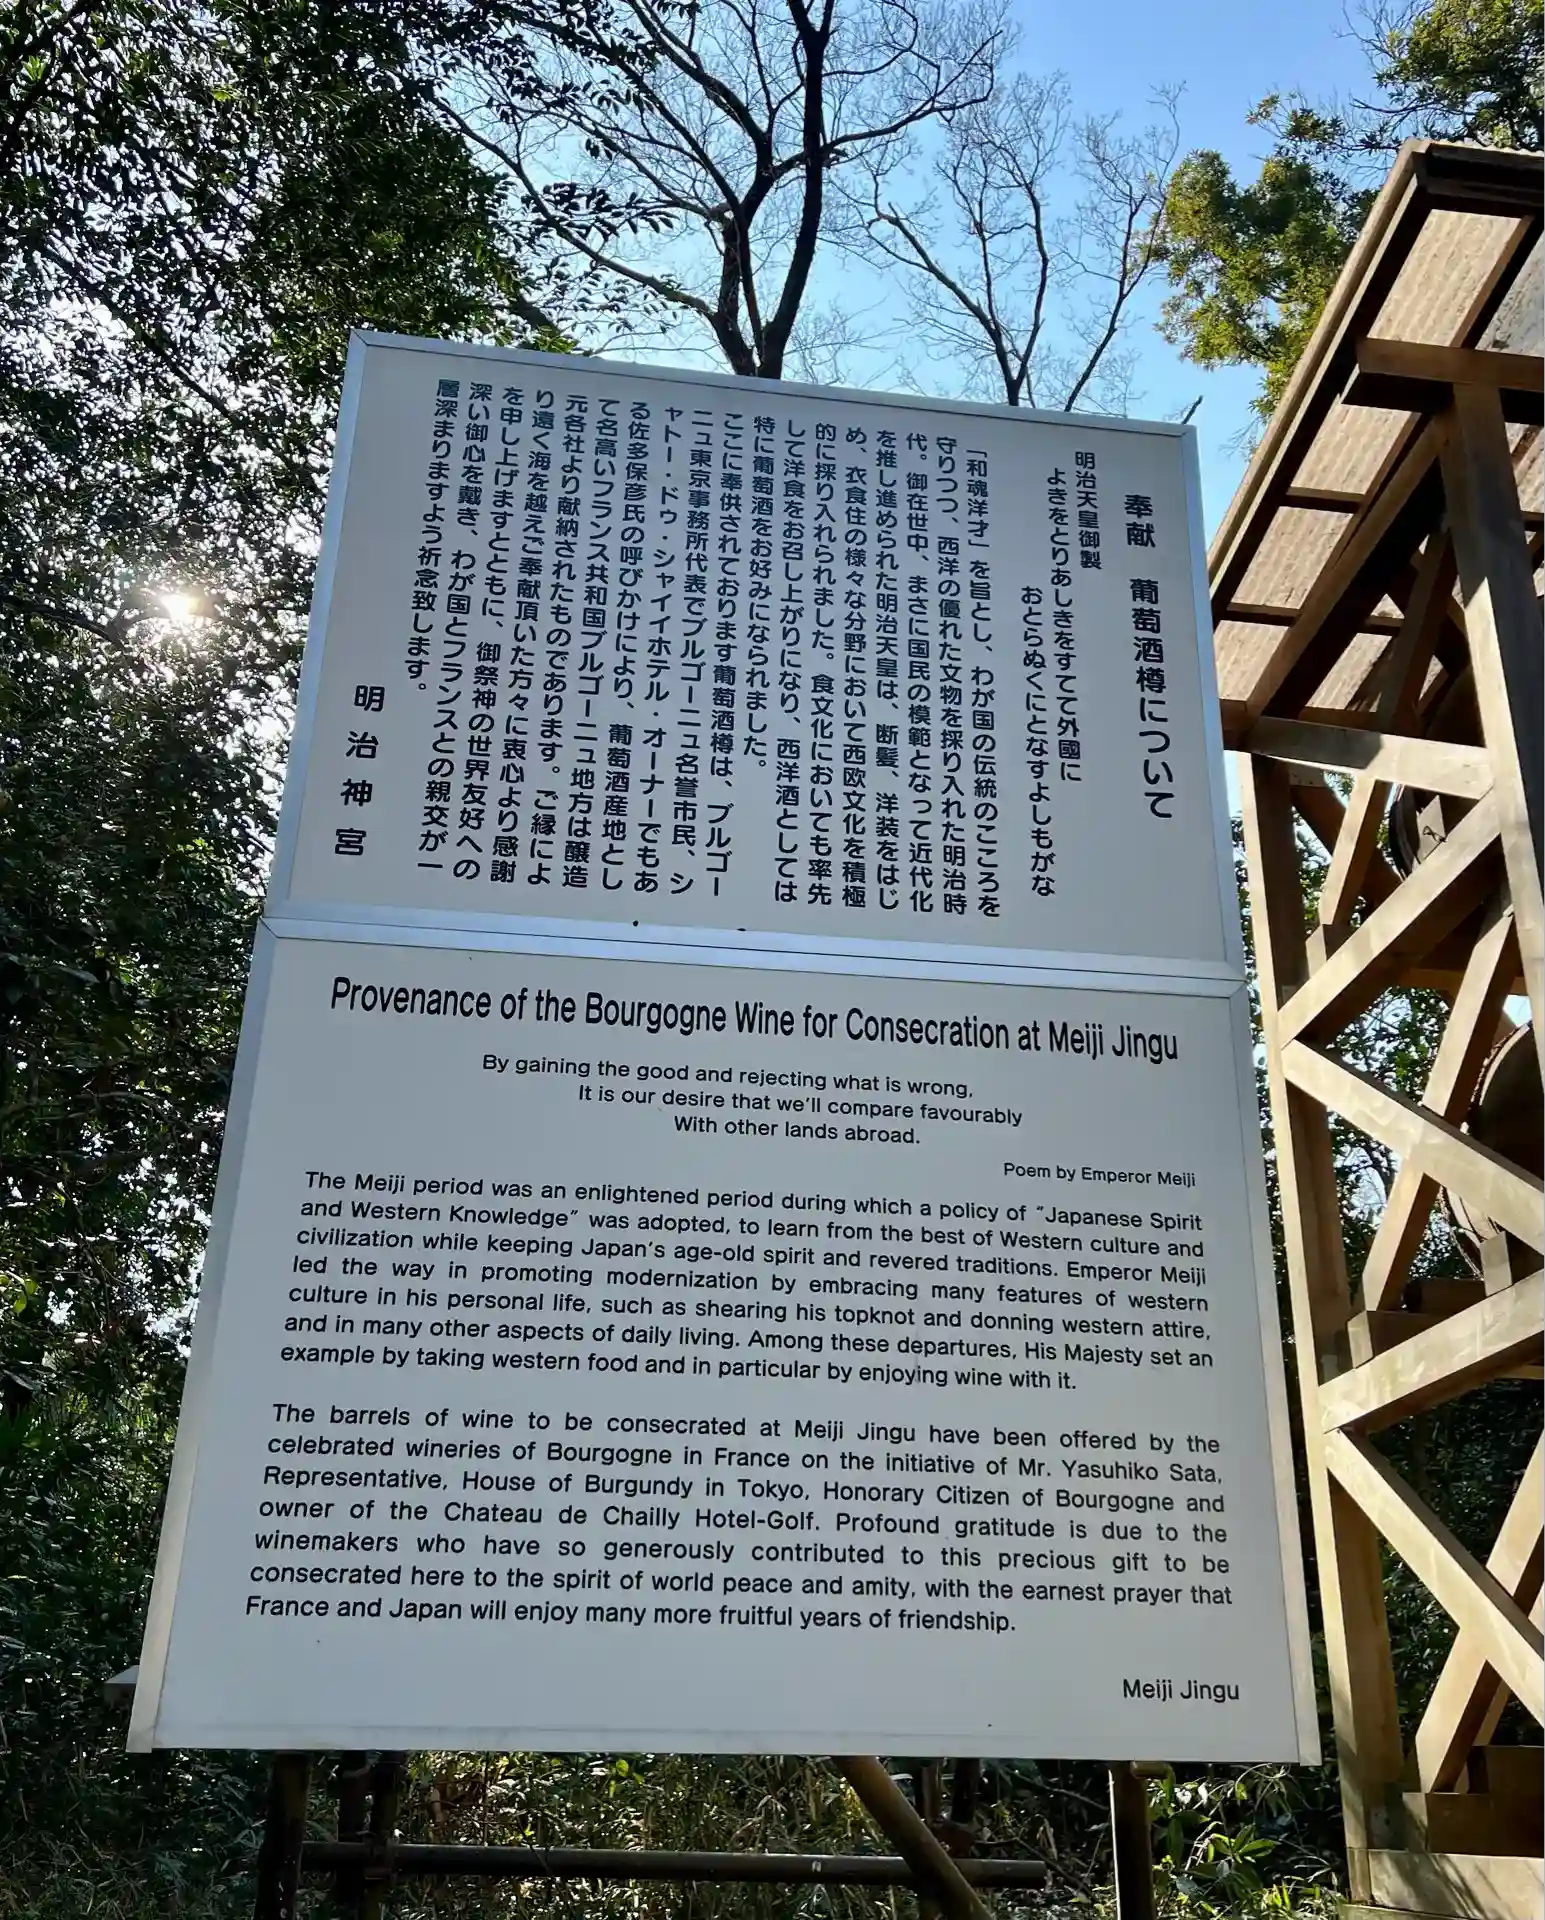 奉献 葡萄酒樽について
明治天皇御製
よきをとりあしきをすてて外國に
おとらぬくにとなすよしもがな
「和魂洋才」を旨とし、わが国の伝統のこころを
守りつつ、西洋の優れた文物を採り入れた明治時
代。御在世中、まさに国民の模範となって近代化
を推し進められた明治天皇は、断髪、洋装をはじ
め、衣食住の様々な分野において西欧文化を積極
的に採り入れられました。食文化においても率先
して洋食をお召し上がりになり、西洋酒としては
特に葡萄酒をお好みになられました。
ここに奉供されております葡萄酒樽は、ブルゴー
ニュ東京事務所代表でブルゴーニュ名誉市民、シ
ャトー・ドゥ・シャイイホテル・オーナーでもあ
る佐多保彦氏の呼びかけにより、葡萄酒産地とし
て名高いフランス共和国ブルゴーニュ地方は醸造
元各社より献納されたものであります。ご縁によ
り遠く海を越えご奉献頂いた方々に衷心より感謝
を申し上げますとともに、御祭神の世界友好への
深い御心を戴き、わが国とフランスとの親交が一
層深まりますよう祈念致します。
明治神宮
Provenance of the Bourgogne Wine for Consecration at Meiji Jingu
By gaining the good and rejecting what is wrong,
It is our desire that we'll compare favourably
With other lands abroad.
Poem by Emperor Meiji
The Meiji period was an enlightened period during which a policy of "Japanese Spirit
and Western Knowledge" was adopted, to learn from the best of Western culture and
civilization while keeping Japan's age-old spirit and revered traditions. Emperor Meiji
led the way in promoting modernization by embracing many features of western
culture in his personal life, such as shearing his topknot and donning western attire,
and in many other aspects of daily living. Among these departures, His Majesty set an
example by taking western food and in particular by enjoying wine with it.
The barrels of wine to be consecrated at Meiji Jingu have been offered by the
celebrated wineries of Bourgogne in France on the initiative of Mr. Yasuhiko Sata,
Representative, House of Burgundy in Tokyo, Honorary Citizen of Bourgogne and
owner of the Chateau de Chailly Hotel-Golf. Profound gratitude is due to the
winemakers who have so generously contributed to this precious gift to be
consecrated here to the spirit of world peace and amity, with the earnest prayer that
France and Japan will enjoy many more fruitful years of friendship.
Meiji Jingu